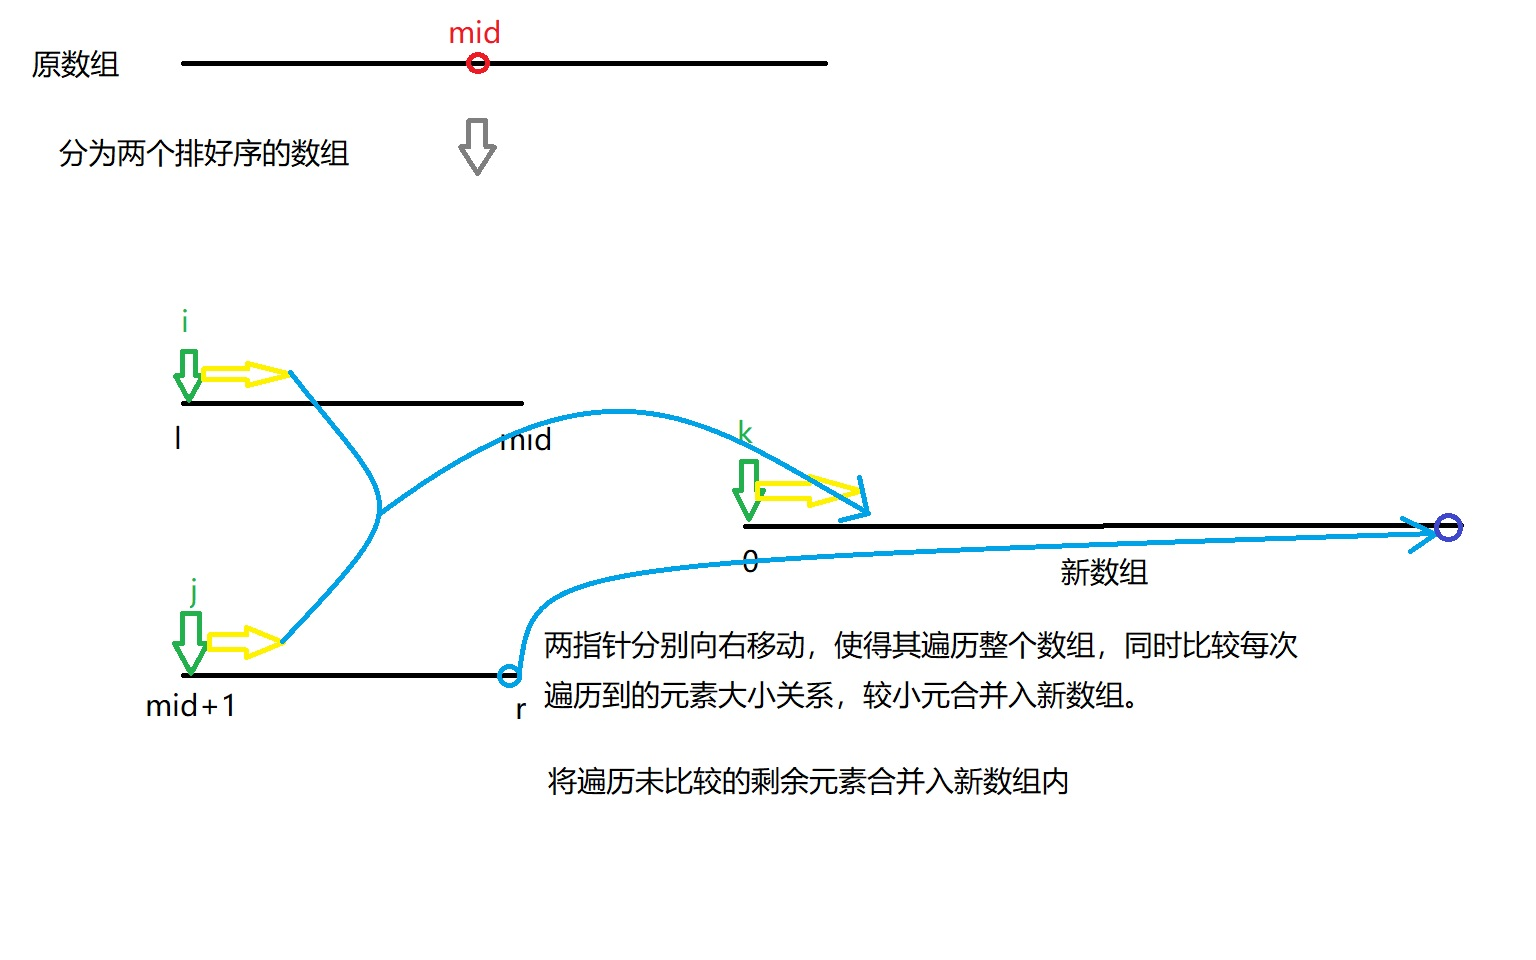 mid
原数组
分为两个排好序的数组
i
l
mid
k
0
新数组
j
mid+1
r
两指针分别向右移动，使得其遍历整个数组，同时比较每次
遍历到的元素大小关系，较小元合并入新数组。
将遍历未比较的剩余元素合并入新数组内